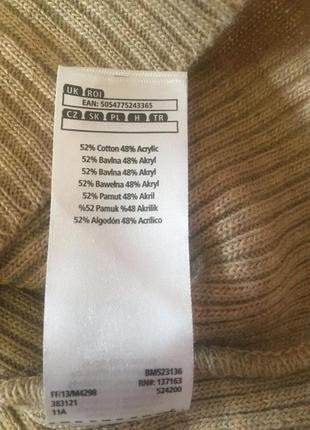 UK ROI
EAN: 5054775243365
CZ SK PL H TR
52% Cotton 48% Acrylic
52% Bavlna 48% Akryl
52% Bavlna 48% Akryl
52% Bawełna 48% Akryl
52% Pamut 48% Akril
%52 Pamuk %48 Akrilik
52% Algodón 48% Acrílico
BM523136
FF/13/M4298 RN#: 137163
383121 524200
11A